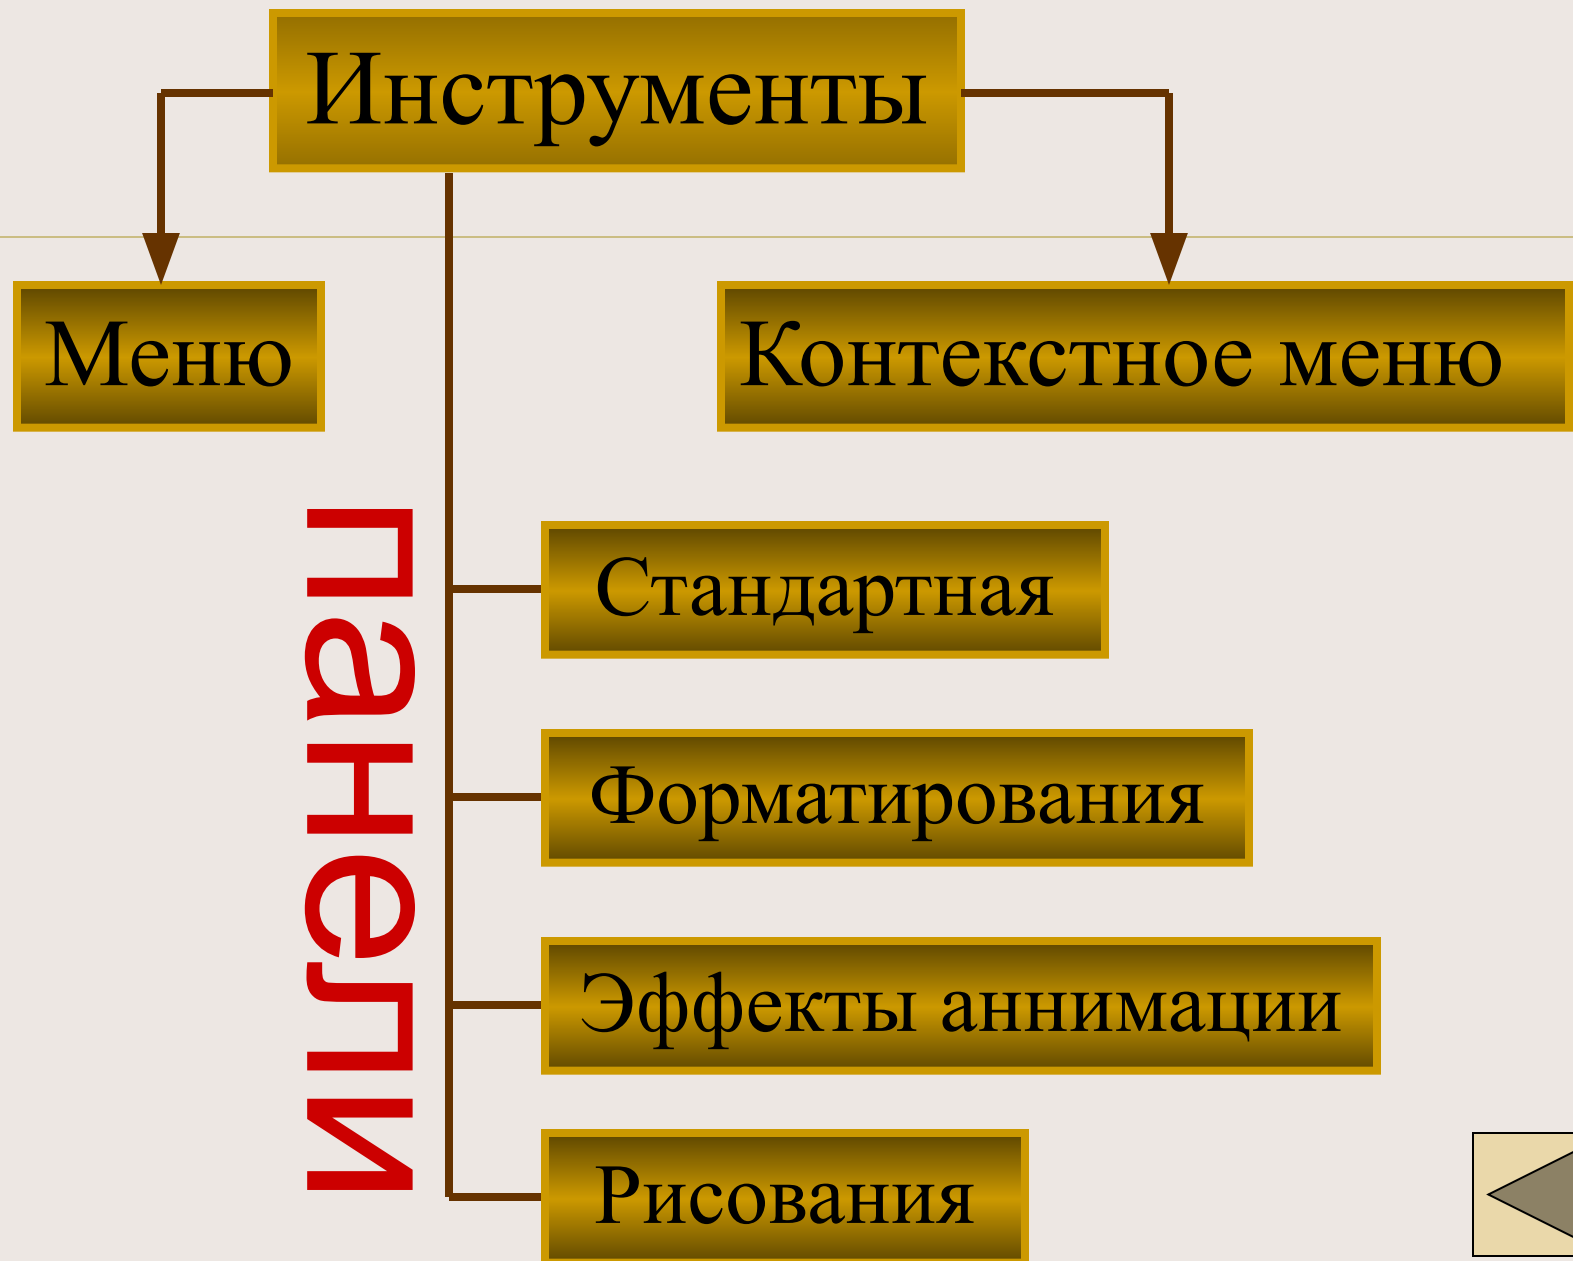 Инструменты
Меню
Контекстное меню
панели
Стандартная
Форматирования
Эффекты аннимации
Рисования